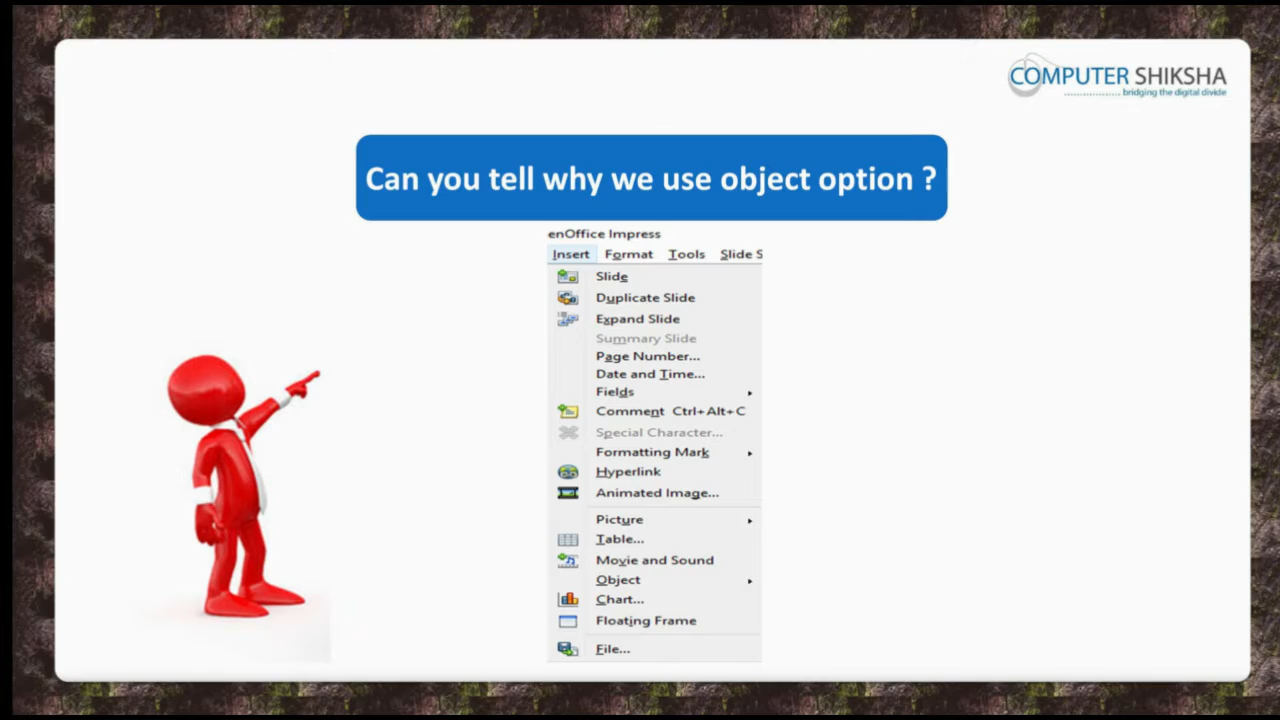 COMPUTER SHIKSHA
bridging the digital divide
Can you tell why we use object option ?
enOffice Impress
Insert Format Tools Slide S
Slide
Duplicate Slide
Expand Slide
Summary Slide
Page Number...
Date and Time...
Fields
Comment Ctrl+Alt+C
Special Character...
Formatting Mark
Hyperlink
Animated Image...
Picture
Table...
Movie and Sound
Object
Chart...
Floating Frame
File...